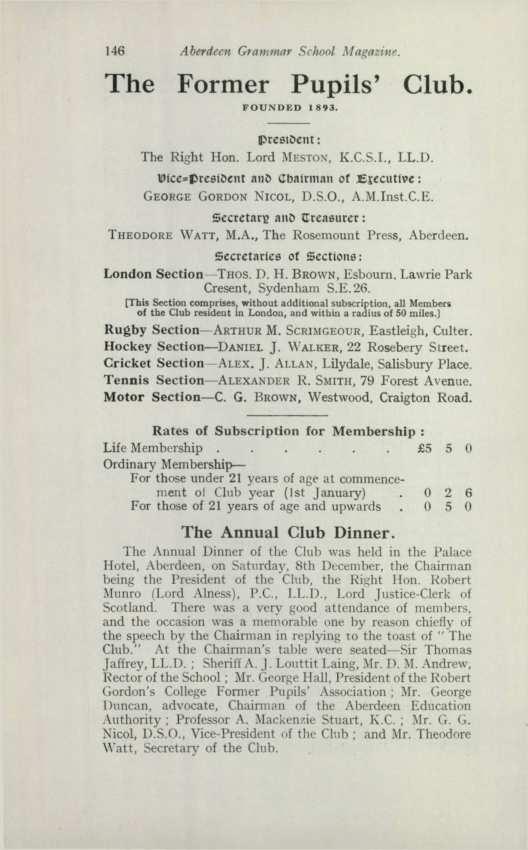 146 Aberdeen Grammar School Magazine.
The Former Pupils' Club.
FOUNDED 1893.
President:
The Right Hon. Lord MESTON, K.C.S.I., LL.D.
Vice=President and Chairman of Executive:
GEORGE GORDON NICOL, D.S.O., A.M.Inst.C.E.
Secretary and Treasurer:
THEODORE WATT, M.A., The Rosemount Press, Aberdeen.
Secretaries of Sections:
London Section—THOS. D. H. BROWN, Esbourn, Lawrie Park
Cresent, Sydenham S.E.26.
[This Section comprises, without additional subscription, all Members
of the Club resident in London, and within a radius of 50 miles.]
Rugby Section—ARTHUR M. SCRIMGEOUR, Eastleigh, Culter.
Hockey Section—DANIEL J. WALKER, 22 Rosebery Street.
Cricket Section—ALEX. J. ALLAN, Lilydale, Salisbury Place.
Tennis Section—ALEXANDER R. SMITH, 79 Forest Avenue.
Motor Section—C. G. BROWN, Westwood, Craigton Road.
Rates of Subscription for Membership :
Life Membership . . . . . . £5 5 0
Ordinary Membership—
For those under 21 years of age at commence-
ment of Club year (1st January) . 0 2 6
For those of 21 years of age and upwards . 0 5 0
The Annual Club Dinner.
The Annual Dinner of the Club was held in the Palace
Hotel, Aberdeen, on Saturday, 8th December, the Chairman
being the President of the Club, the Right Hon. Robert
Munro (Lord Alness), P.C., LL.D., Lord Justice-Clerk of
Scotland. There was a very good attendance of members,
and the occasion was a memorable one by reason chiefly of
the speech by the Chairman in replying to the toast of " The
Club." At the Chairman's table were seated—Sir Thomas
Jaffrey, LL.D. ; Sheriff A. J. Louttit Laing, Mr. D. M. Andrew,
Rector of the School ; Mr. George Hall, President of the Robert
Gordon's College Former Pupils' Association ; Mr. George
Duncan, advocate, Chairman of the Aberdeen Education
Authority ; Professor A. Mackenzie Stuart, K.C. ; Mr. G. G.
Nicol, D.S.O., Vice-President of the Club ; and Mr. Theodore
Watt, Secretary of the Club.